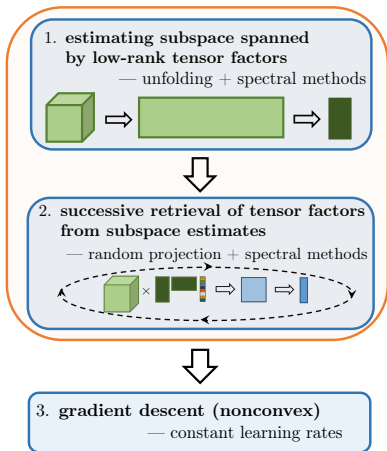 1. estimating subspace spanned
by low-rank tensor factors
— unfolding + spectral methods
2. successive retrieval of tensor factors
from subspace estimates
— random projection + spectral methods
×
3. gradient descent (nonconvex)
— constant learning rates